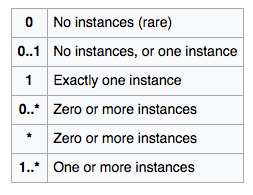 0 No instances (rare)
0..1 No instances, or one instance
1 Exactly one instance
0..* Zero or more instances
* Zero or more instances
1..* One or more instances